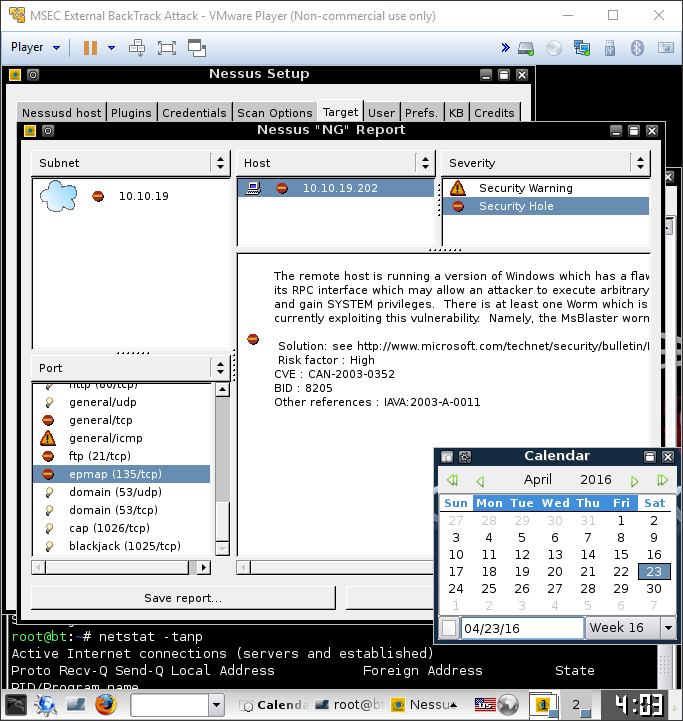 MSEC External BackTrack Attack - VMware Player (Non-commercial use only)
Player
Nessus Setup
Nessusd host Plugins Credentials Scan Options Target User Prefs. KB Credits
Nessus "NG" Report
Subnet
10.10.19
Host
10.10.19.202
Severity
Security Warning
Security Hole
The remote host is running a version of Windows which has a flaw
its RPC interface which may allow an attacker to execute arbitrary
and gain SYSTEM privileges. There is at least one Worm which is
currently exploiting this vulnerability. Namely, the MsBlaster worm
Solution: see http://www.microsoft.com/technet/security/bulletin/
Risk factor : High
CVE : CAN-2003-0352
BID : 8205
Other references : IAVA:2003-A-0011
Port
http (80/tcp)
general/udp
general/tcp
general/icmp
ftp (21/tcp)
epmap (135/tcp)
domain (53/udp)
domain (53/tcp)
cap (1026/tcp)
blackjack (1025/tcp)
Save report...
Calendar
April 2016
Sun Mon Tue Wed Thu Fri Sat
27 28 29 30 31 1 2
3 4 5 6 7 8 9
10 11 12 13 14 15 16
17 18 19 20 21 22 23
24 25 26 27 28 29 30
1 2 3 4 5 6 7
04/23/16 Week 16
root@bt:~# netstat -tanp
Active Internet connections (servers and established)
Proto Recv-Q Send-Q Local Address Foreign Address State
PID/Program name
Calenda root@bt Nessu 1 2 4:03